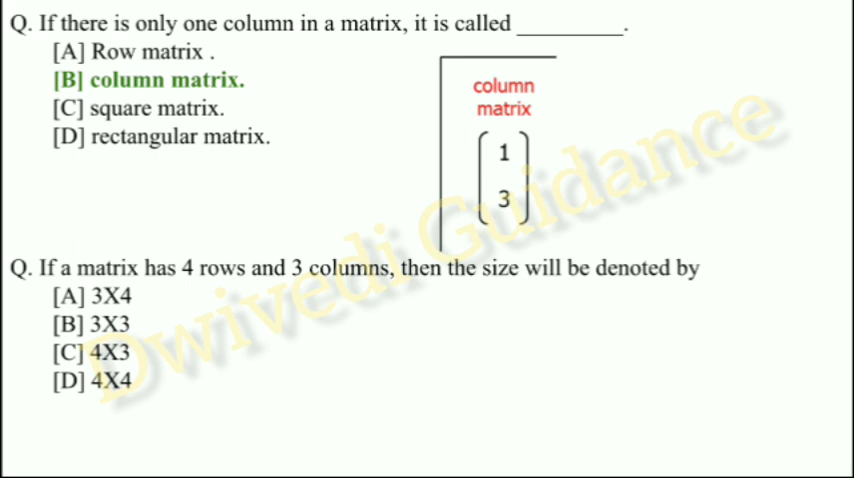 Q. If there is only one column in a matrix, it is called __________.
[A] Row matrix .
[B] column matrix.
[C] square matrix.
[D] rectangular matrix.
column
matrix
1
3
Q. If a matrix has 4 rows and 3 columns, then the size will be denoted by
[A] 3X4
[B] 3X3
[C] 4X3
[D] 4X4
Dwivedi Guidance